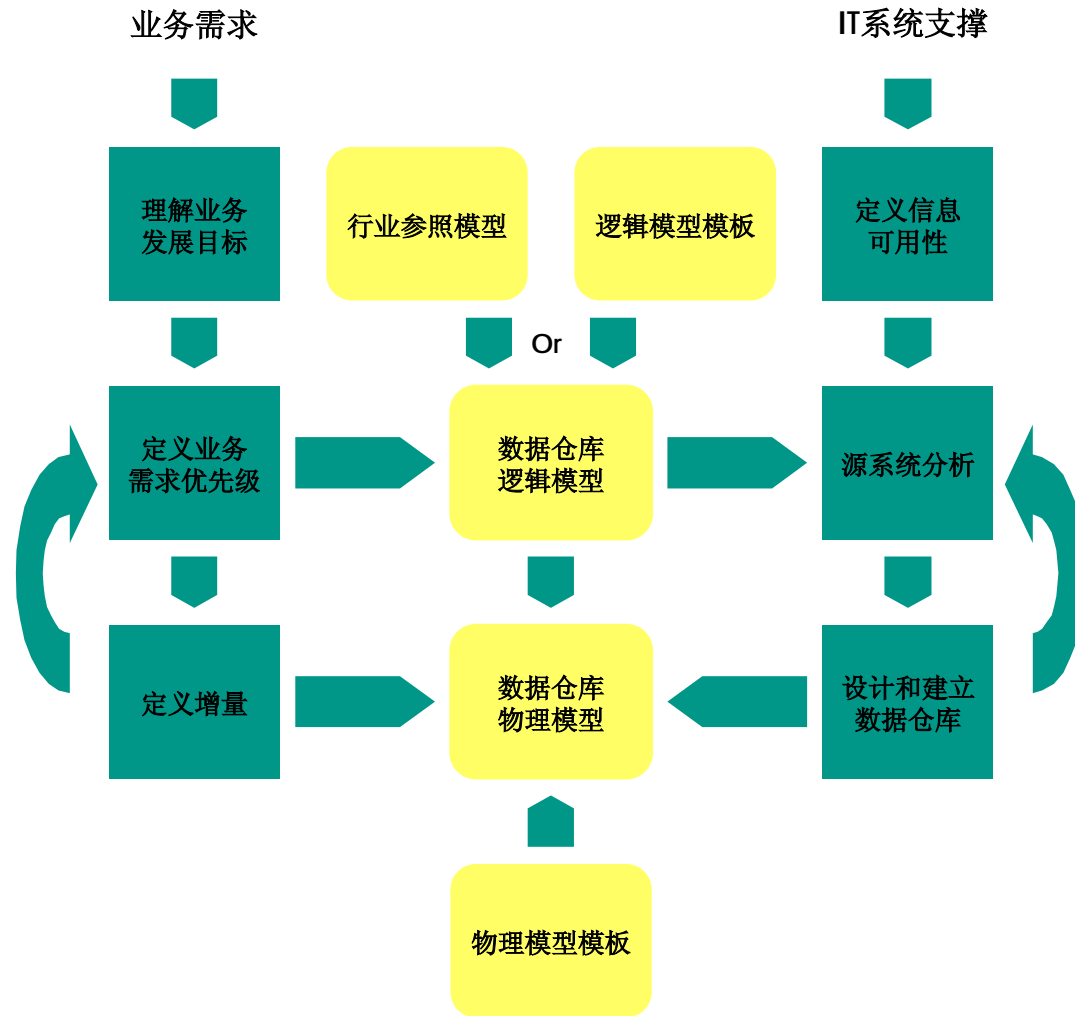 业务需求
IT系统支撑
理解业务
发展目标
行业参照模型
逻辑模型模板
定义信息
可用性
Or
定义业务
需求优先级
数据仓库
逻辑模型
源系统分析
定义增量
数据仓库
物理模型
设计和建立
数据仓库
物理模型模板